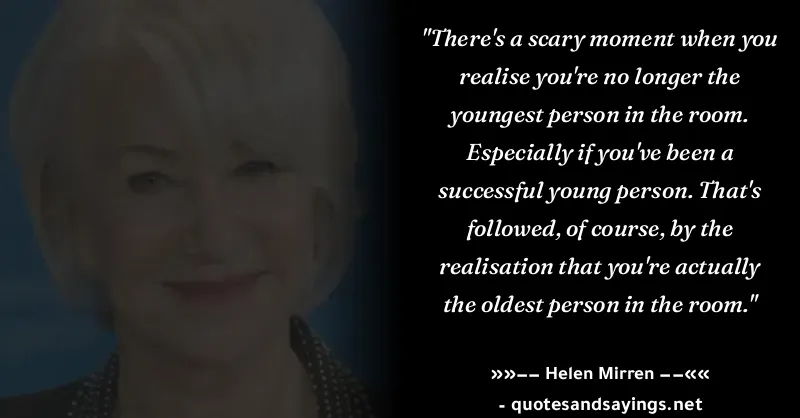 "There's a scary moment when you
realise you're no longer the
youngest person in the room.
Especially if you've been a
successful young person. That's
followed, of course, by the
realisation that you're actually
the oldest person in the room."
»»–– Helen Mirren ––««
- quotesandsayings.net